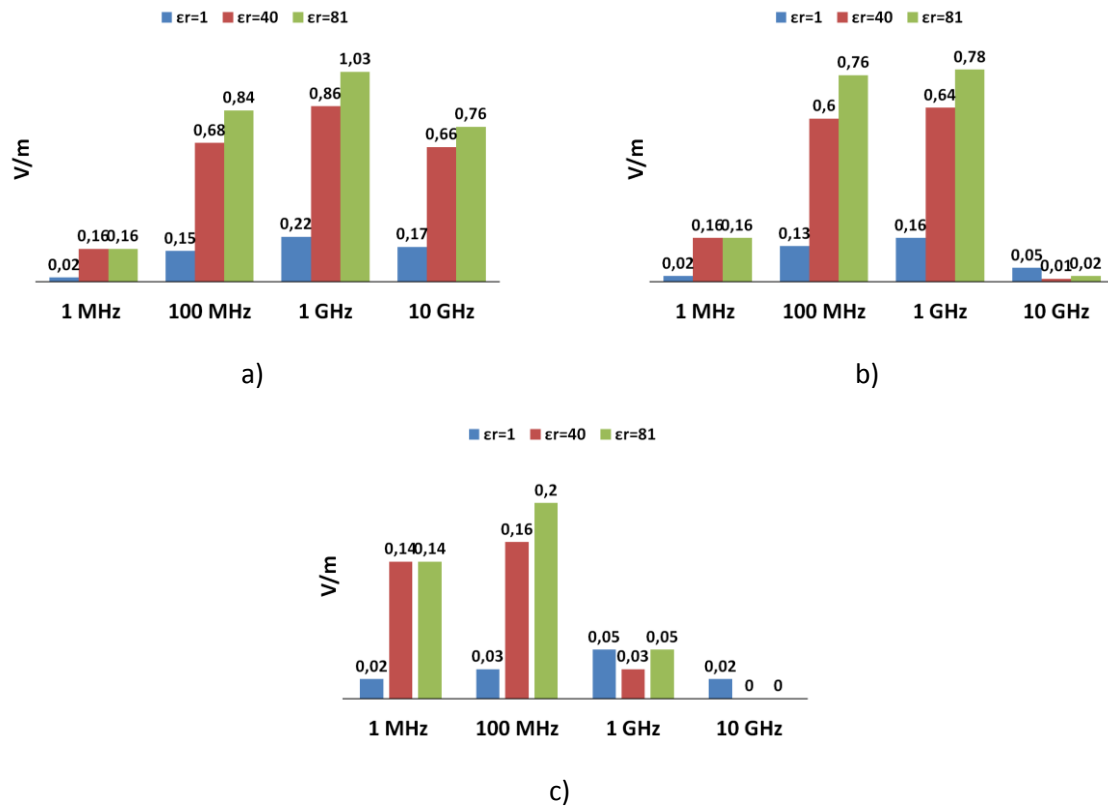 εr=1 εr=40 εr=81
V/m
1,03
0,86
0,84
0,76
0,68
0,66
0,22
0,16 0,16
0,15
0,17
0,02
1 MHz 100 MHz 1 GHz 10 GHz
a)
εr=1 εr=40 εr=81
V/m
0,76
0,78
0,6
0,64
0,16 0,16
0,13
0,16
0,02
0,05
0,01
0,02
1 MHz 100 MHz 1 GHz 10 GHz
b)
εr=1 εr=40 εr=81
V/m
0,2
0,16
0,14 0,14
0,05
0,05
0,02
0,03
0,03
0,02
0 0
1 MHz 100 MHz 1 GHz 10 GHz
c)